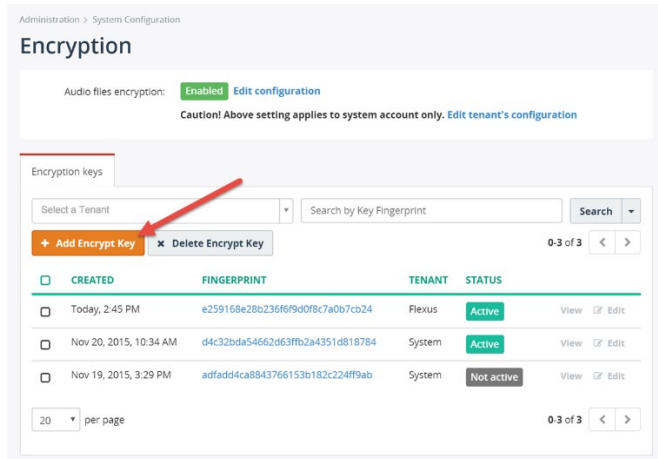 Administration > System Configuration
Encryption
Audio files encryption: Enabled Edit configuration
Caution! Above setting applies to system account only. Edit tenant's configuration
Encryption keys
Select a Tenant Search by Key Fingerprint Search
+ Add Encrypt Key × Delete Encrypt Key 0-3 of 3 < >
CREATED FINGERPRINT TENANT STATUS
Today, 2:45 PM e259168e28b236f6f9d0f8c7a0b7cb24 Flexus Active View Edit
Nov 20, 2015, 10:34 AM d4c32bda54662d63ffb2a4351d818784 System Active View Edit
Nov 19, 2015, 3:29 PM adfadd4ca8843766153b182c224ff9ab System Not active View Edit
20 per page 0-3 of 3 < >